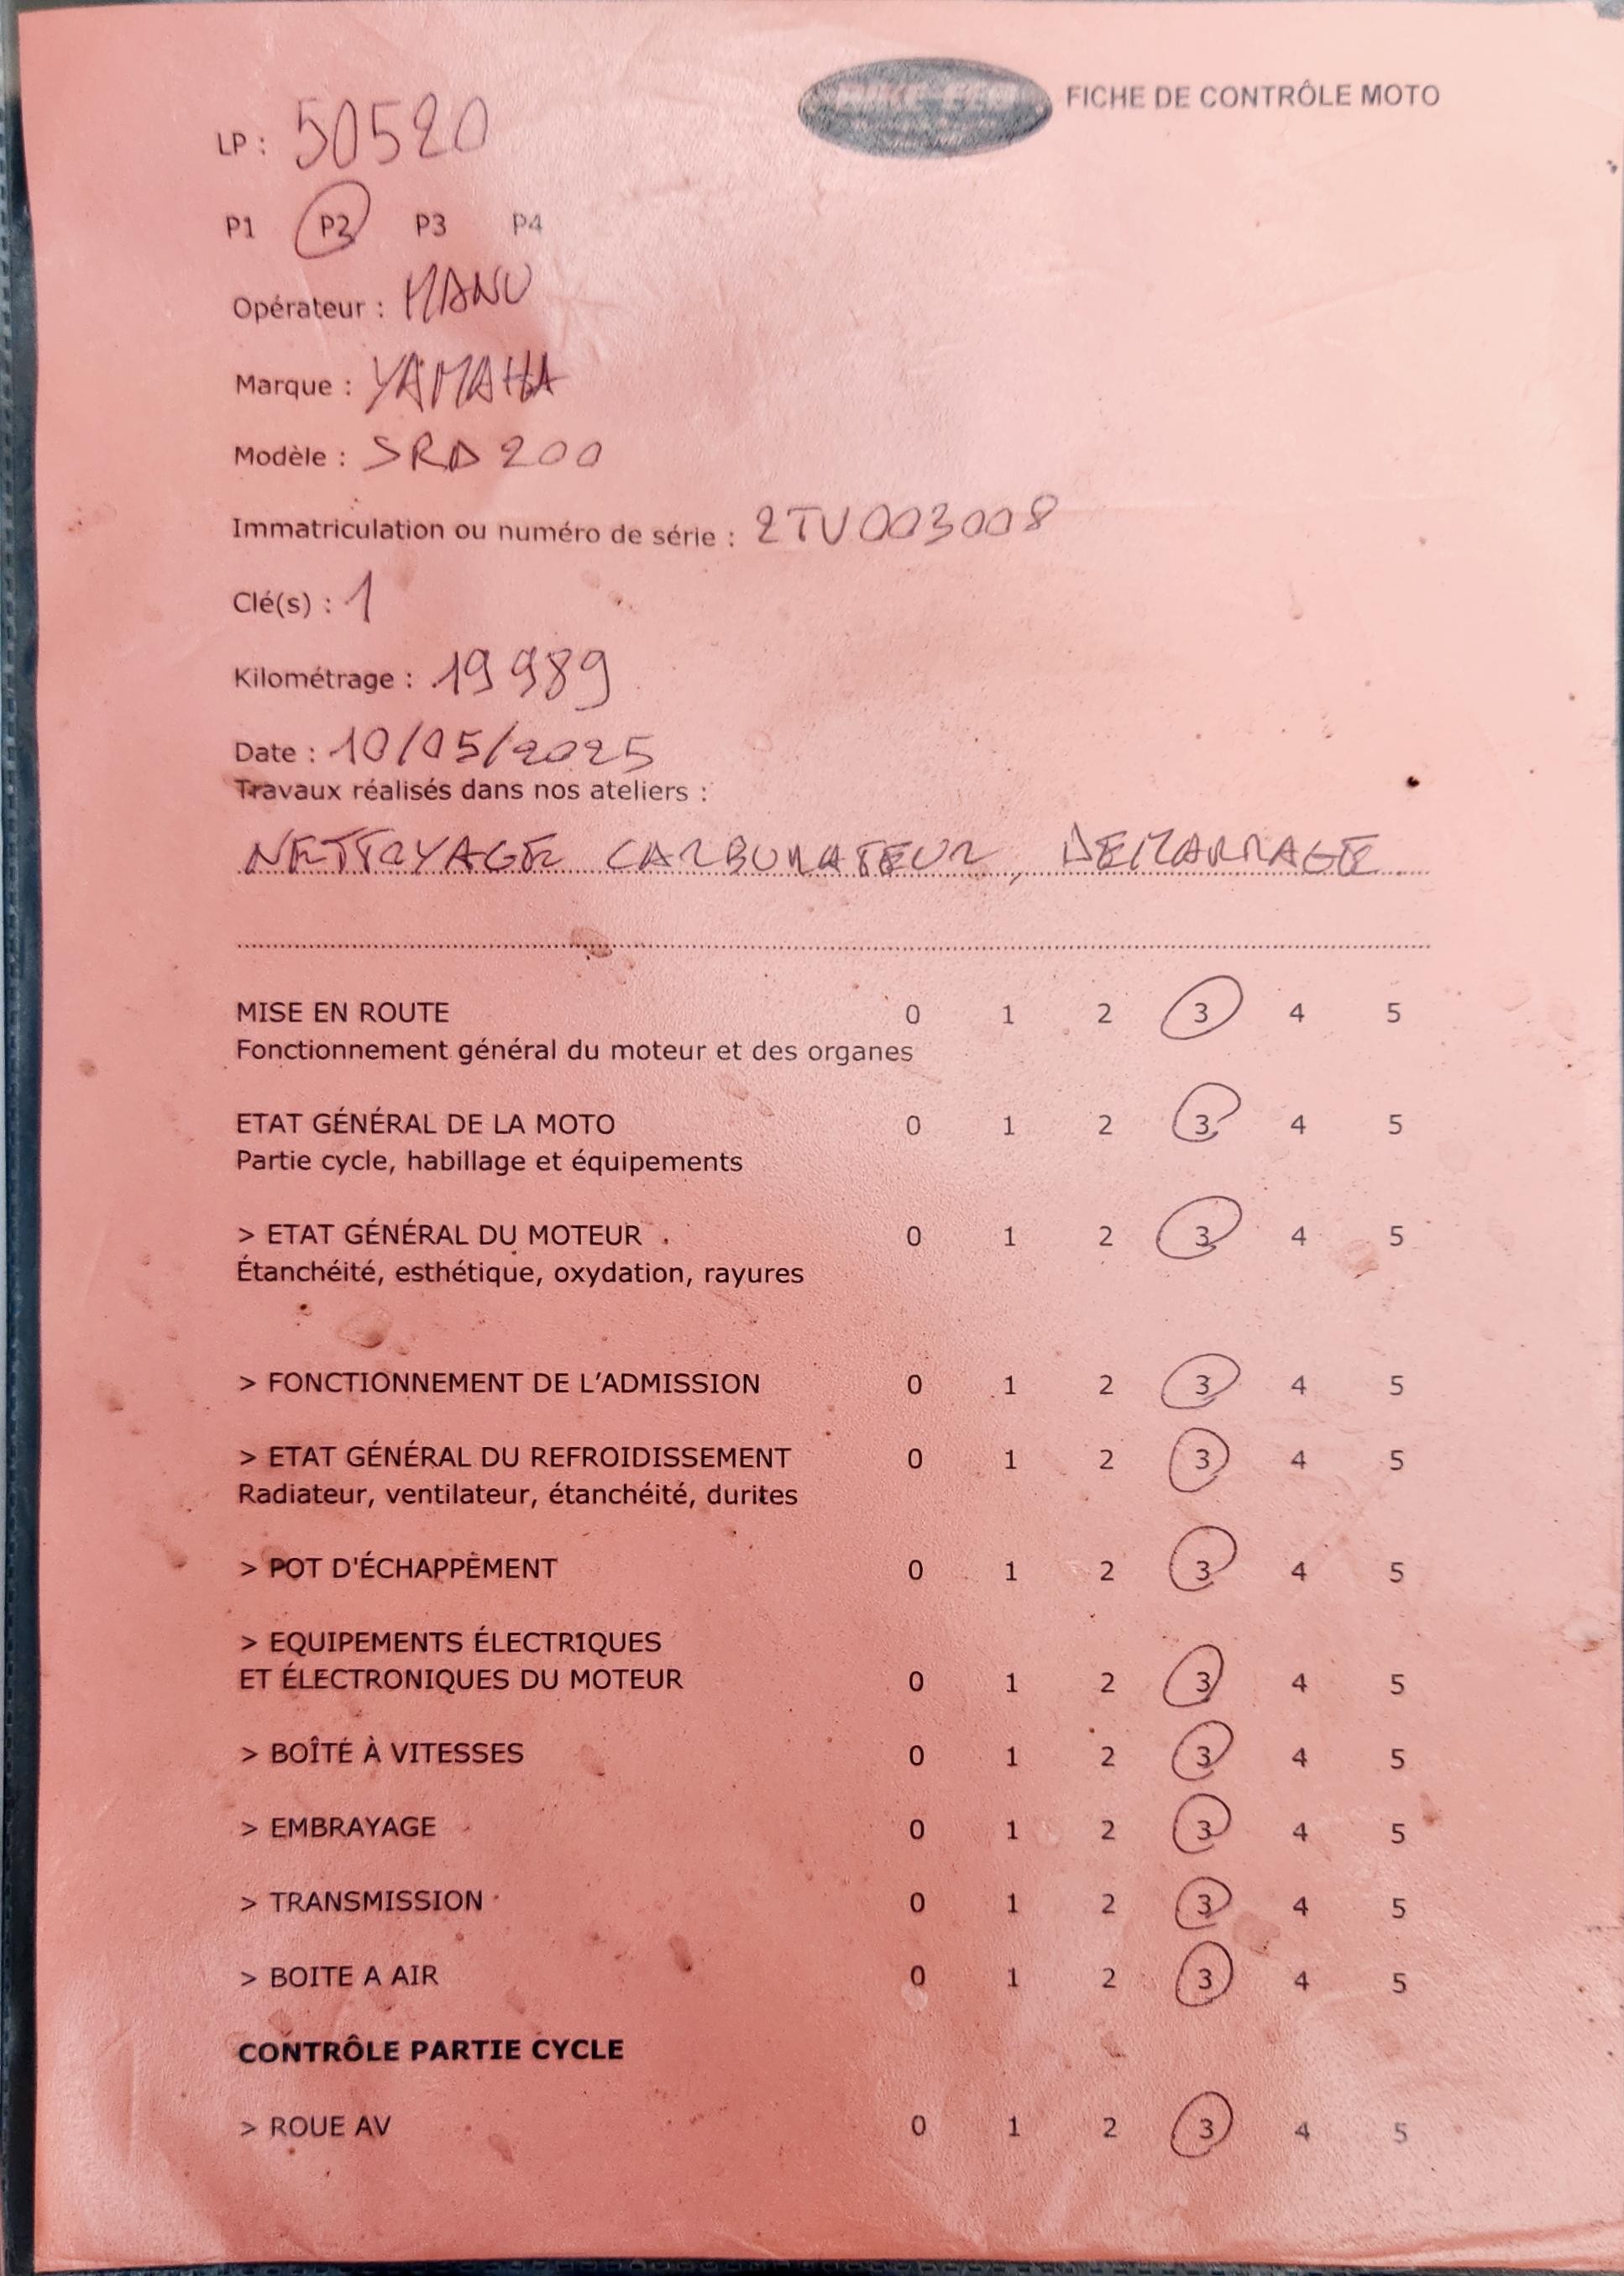 FICHE DE CONTRÔLE MOTO
LP : 50520
P1 P2 P3 P4
Opérateur : MANU
Marque : YAMAHA
Modèle : SRD 200
Immatriculation ou numéro de série : 2TU003008
Clé(s) : 1
Kilométrage : 19989
Date : 10/05/2025
Travaux réalisés dans nos ateliers :
NETTOYAGE CARBURATEUR, DEMARRAGE.
MISE EN ROUTE 0 1 2 3 4 5
Fonctionnement général du moteur et des organes
ETAT GÉNÉRAL DE LA MOTO 0 1 2 3 4 5
Partie cycle, habillage et équipements
> ETAT GÉNÉRAL DU MOTEUR 0 1 2 3 4 5
Étanchéité, esthétique, oxydation, rayures
> FONCTIONNEMENT DE L'ADMISSION 0 1 2 3 4 5
> ETAT GÉNÉRAL DU REFROIDISSEMENT 0 1 2 3 4 5
Radiateur, ventilateur, étanchéité, durites
> POT D'ÉCHAPPEMENT 0 1 2 3 4 5
> EQUIPEMENTS ÉLECTRIQUES
ET ÉLECTRONIQUES DU MOTEUR 0 1 2 3 4 5
> BOÎTE À VITESSES 0 1 2 3 4 5
> EMBRAYAGE 0 1 2 3 4 5
> TRANSMISSION 0 1 2 3 4 5
> BOITE A AIR 0 1 2 3 4 5
CONTRÔLE PARTIE CYCLE
> ROUE AV 0 1 2 3 4 5